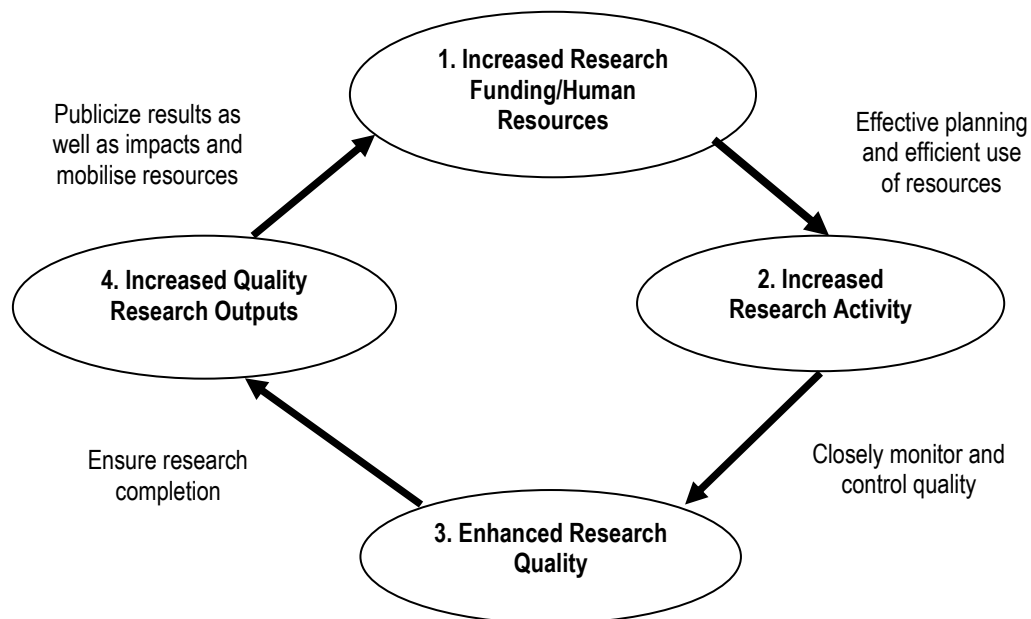 1. Increased Research
Funding/Human
Resources
Publicize results as
well as impacts and
mobilise resources
Effective planning
and efficient use
of resources
4. Increased Quality
Research Outputs
2. Increased
Research Activity
Ensure research
completion
Closely monitor and
control quality
3. Enhanced Research
Quality